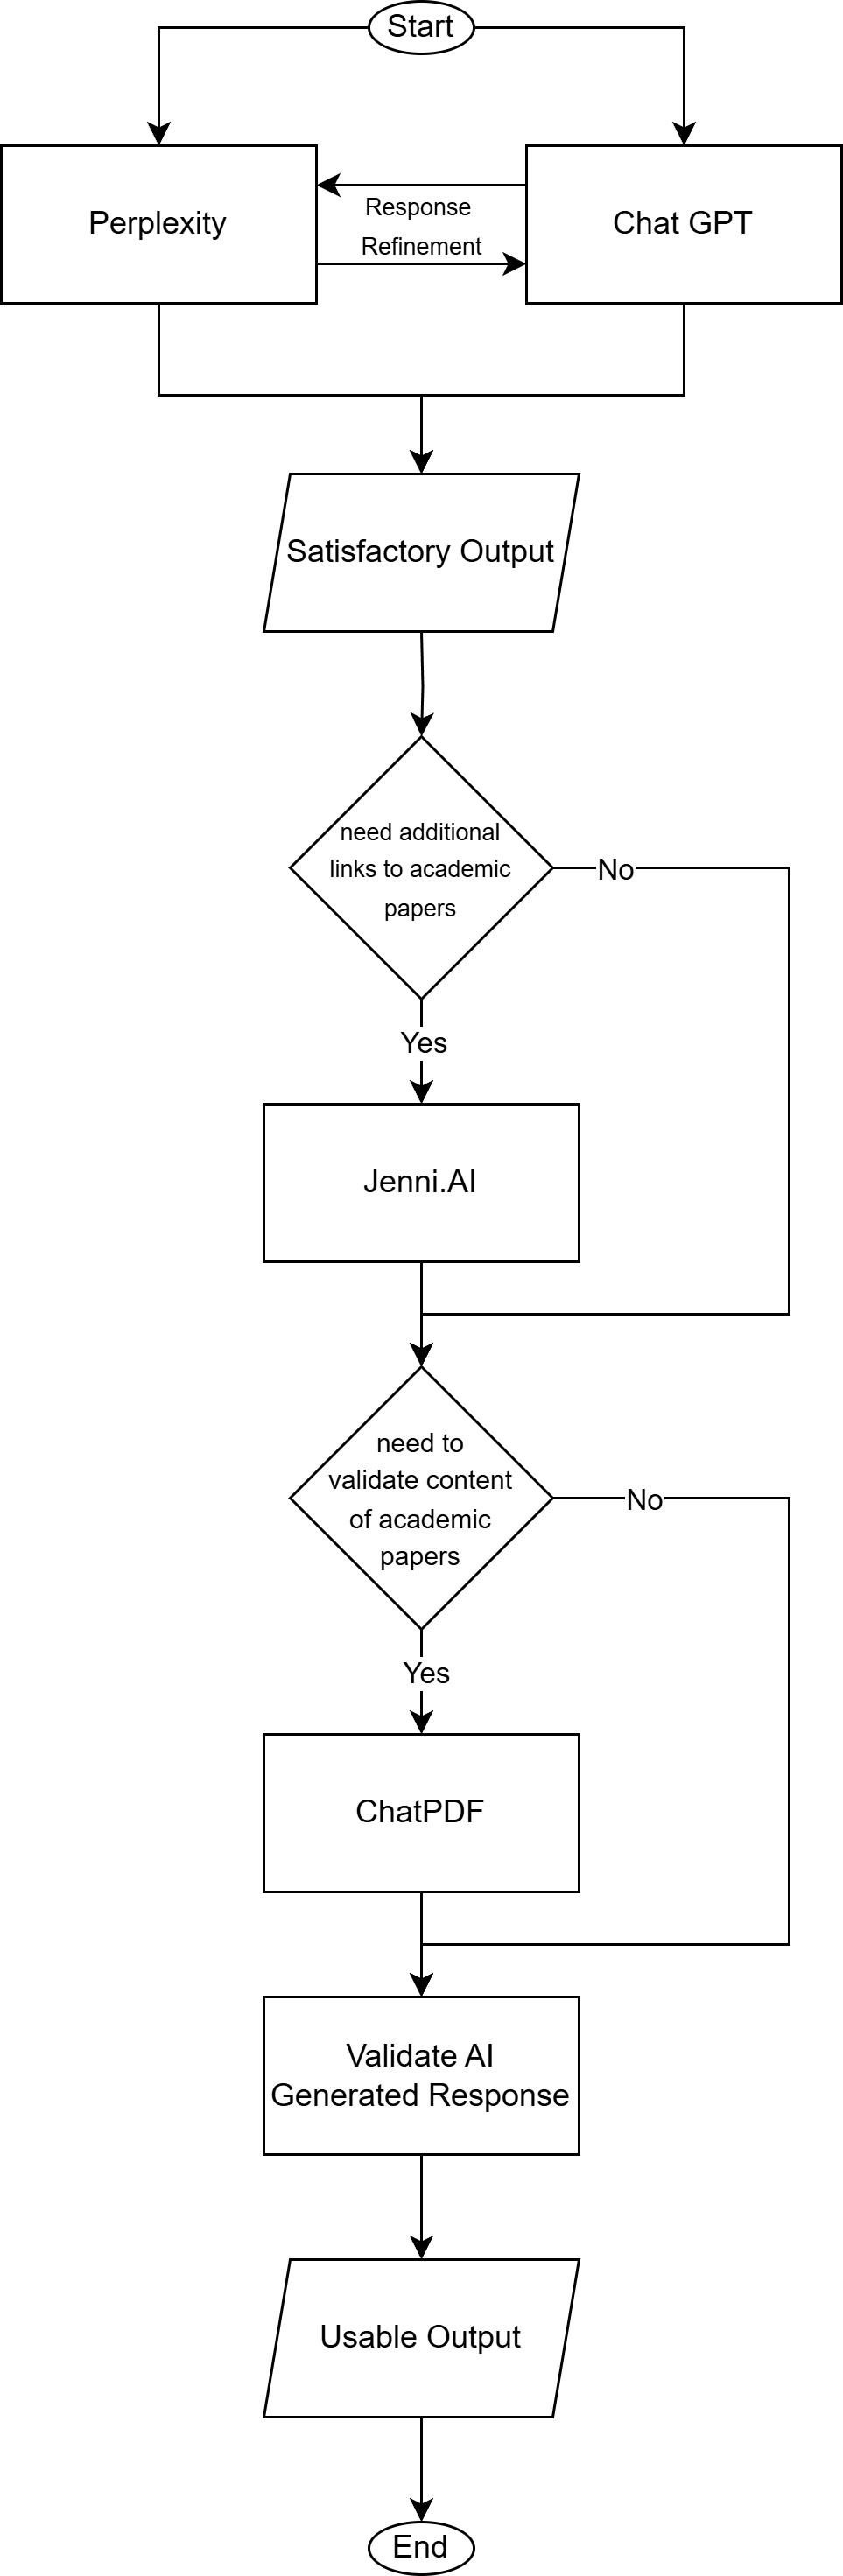 Start
Perplexity
Response
Refinement
Chat GPT
Satisfactory Output
need additional
links to academic
papers
No
Yes
Jenni.AI
need to
validate content
of academic
papers
No
Yes
ChatPDF
Validate AI
Generated Response
Usable Output
End